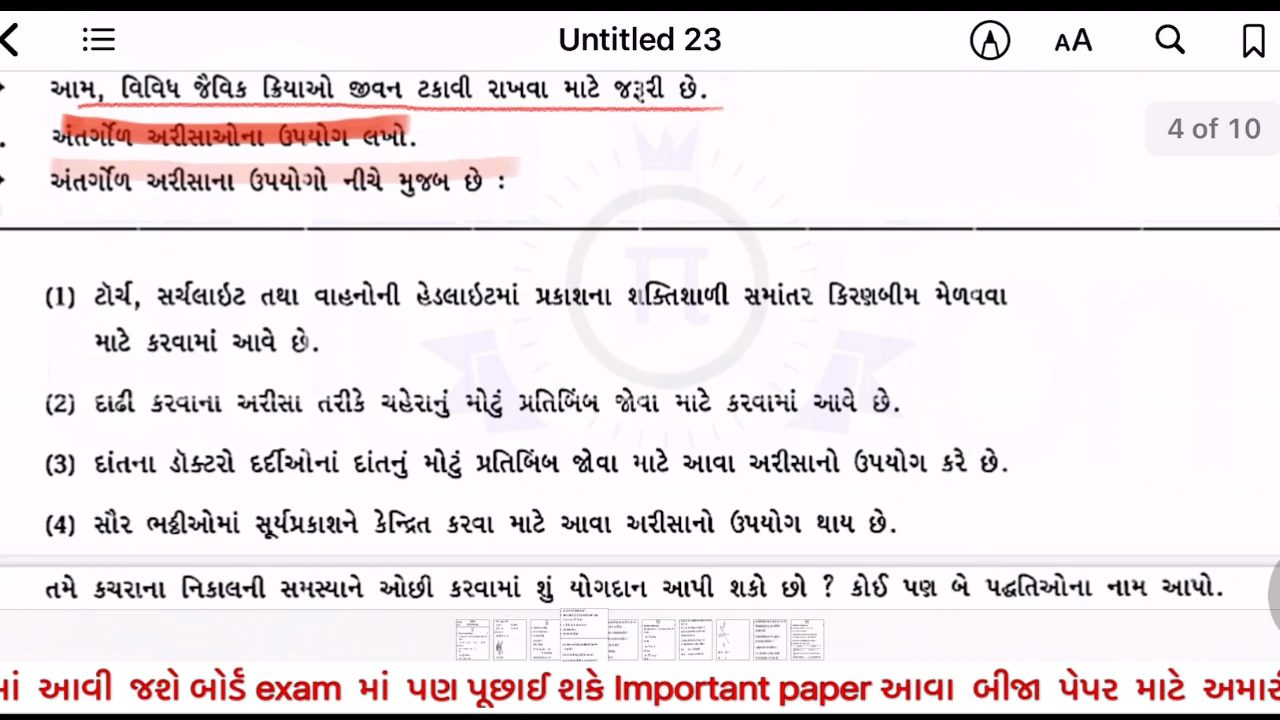 Untitled 23
AA
આમ, વિવિધ જૈવિક ક્રિયાઓ જીવન ટકાવી રાખવા માટે જરૂરી છે.
4 of 10
અંતર્ગોળ અરીસાઓના ઉપયોગ લખો.
અંતર્ગોળ અરીસાના ઉપયોગો નીચે મુજબ છે :
π
(1) ટૉર્ચ, સર્ચલાઇટ તથા વાહનોની હેડલાઇટમાં પ્રકાશના શક્તિશાળી સમાંતર કિરણબીમ મેળવવા
માટે કરવામાં આવે છે.
(2) દાઢી કરવાના અરીસા તરીકે ચહેરાનું મોટું પ્રતિબિંબ જોવા માટે કરવામાં આવે છે.
(3) દાંતના ડૉક્ટરો દર્દીઓનાં દાંતનું મોટું પ્રતિબિંબ જોવા માટે આવા અરીસાનો ઉપયોગ કરે છે.
(4) સૌર ભઠ્ઠીઓમાં સૂર્યપ્રકાશને કેન્દ્રિત કરવા માટે આવા અરીસાનો ઉપયોગ થાય છે.
તમે કચરાના નિકાલની સમસ્યાને ઓછી કરવામાં શું યોગદાન આપી શકો છો ? કોઈ પણ બે પદ્ધતિઓના નામ આપો.
માં આવી જશે બોર્ડ exam માં પણ પૂછાઈ શકે Important paper આવા બીજા પેપર માટે